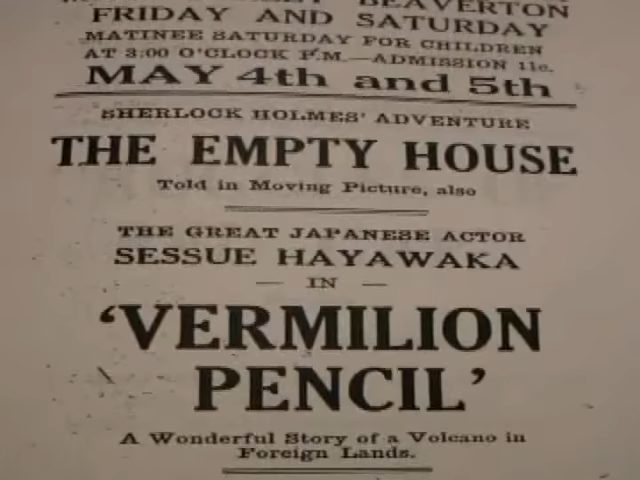 BEAVERTON
FRIDAY AND SATURDAY
MATINEE SATURDAY FOR CHILDREN
AT 3:00 O'CLOCK P.M.—ADMISSION 11c.
MAY 4th and 5th
SHERLOCK HOLMES' ADVENTURE
THE EMPTY HOUSE
Told in Moving Picture, also
THE GREAT JAPANESE ACTOR
SESSUE HAYAWAKA
— IN —
'VERMILION
PENCIL'
A Wonderful Story of a Volcano in
Foreign Lands.